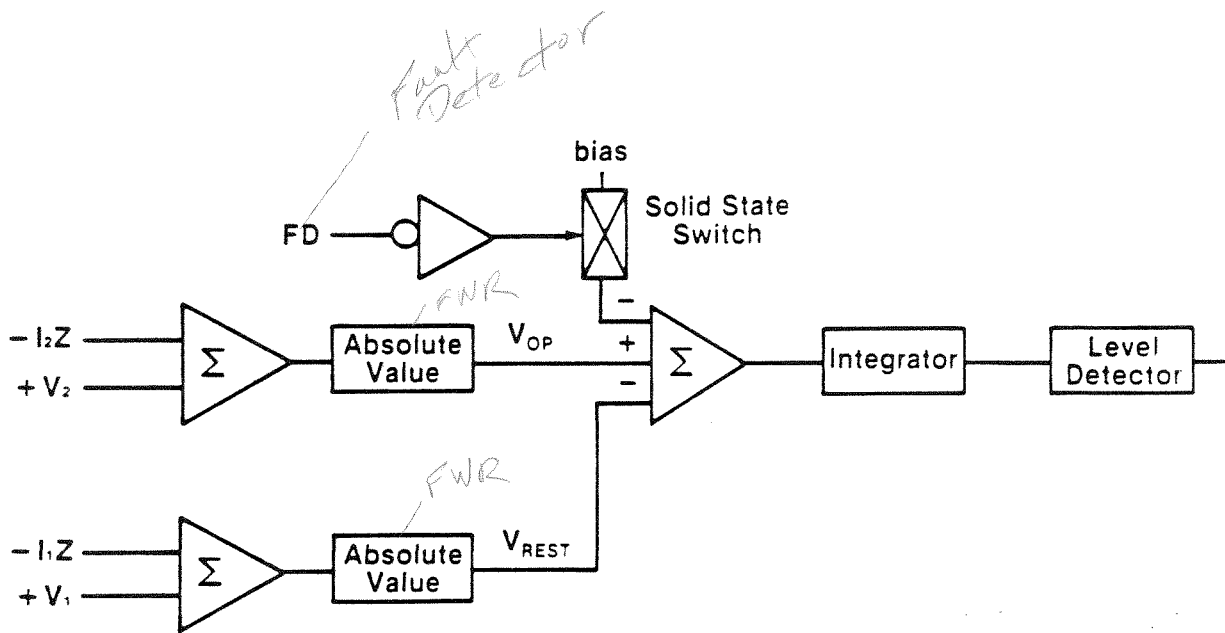 Fault
Detector
bias
FD
Solid State
Switch
FWR
− I₂Z
+ V₂
Σ
Absolute
Value
V_OP
−
+
−
Σ
Integrator
Level
Detector
FWR
− I₁Z
+ V₁
Σ
Absolute
Value
V_REST